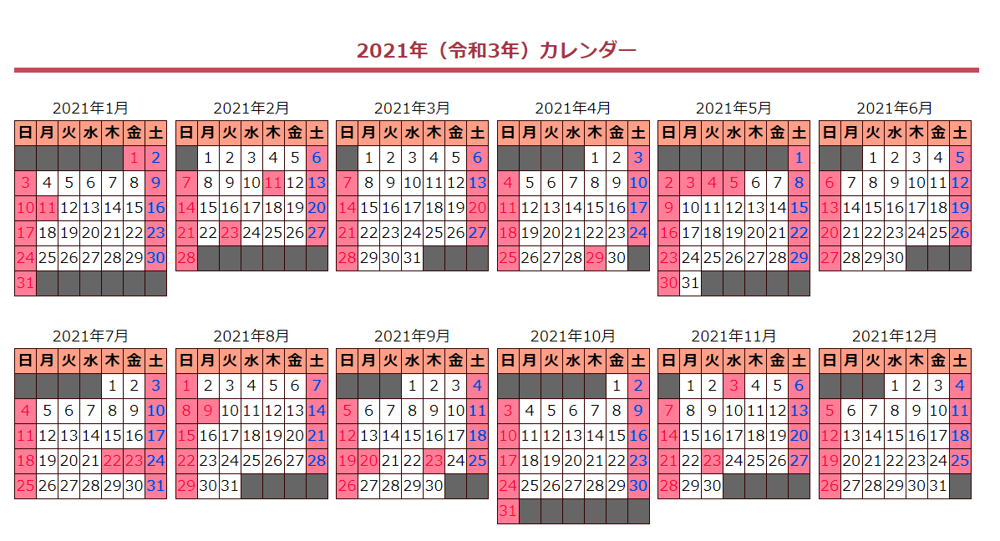 2021年（令和3年）カレンダー
2021年1月
日 月 火 水 木 金 土
1 2
3 4 5 6 7 8 9
10 11 12 13 14 15 16
17 18 19 20 21 22 23
24 25 26 27 28 29 30
31
2021年2月
日 月 火 水 木 金 土
1 2 3 4 5 6
7 8 9 10 11 12 13
14 15 16 17 18 19 20
21 22 23 24 25 26 27
28
2021年3月
日 月 火 水 木 金 土
1 2 3 4 5 6
7 8 9 10 11 12 13
14 15 16 17 18 19 20
21 22 23 24 25 26 27
28 29 30 31
2021年4月
日 月 火 水 木 金 土
1 2 3
4 5 6 7 8 9 10
11 12 13 14 15 16 17
18 19 20 21 22 23 24
25 26 27 28 29 30
2021年5月
日 月 火 水 木 金 土
1
2 3 4 5 6 7 8
9 10 11 12 13 14 15
16 17 18 19 20 21 22
23 24 25 26 27 28 29
30 31
2021年6月
日 月 火 水 木 金 土
1 2 3 4 5
6 7 8 9 10 11 12
13 14 15 16 17 18 19
20 21 22 23 24 25 26
27 28 29 30
2021年7月
日 月 火 水 木 金 土
1 2 3
4 5 6 7 8 9 10
11 12 13 14 15 16 17
18 19 20 21 22 23 24
25 26 27 28 29 30 31
2021年8月
日 月 火 水 木 金 土
1 2 3 4 5 6 7
8 9 10 11 12 13 14
15 16 17 18 19 20 21
22 23 24 25 26 27 28
29 30 31
2021年9月
日 月 火 水 木 金 土
1 2 3 4
5 6 7 8 9 10 11
12 13 14 15 16 17 18
19 20 21 22 23 24 25
26 27 28 29 30
2021年10月
日 月 火 水 木 金 土
1 2
3 4 5 6 7 8 9
10 11 12 13 14 15 16
17 18 19 20 21 22 23
24 25 26 27 28 29 30
31
2021年11月
日 月 火 水 木 金 土
1 2 3 4 5 6
7 8 9 10 11 12 13
14 15 16 17 18 19 20
21 22 23 24 25 26 27
28 29 30
2021年12月
日 月 火 水 木 金 土
1 2 3 4
5 6 7 8 9 10 11
12 13 14 15 16 17 18
19 20 21 22 23 24 25
26 27 28 29 30 31